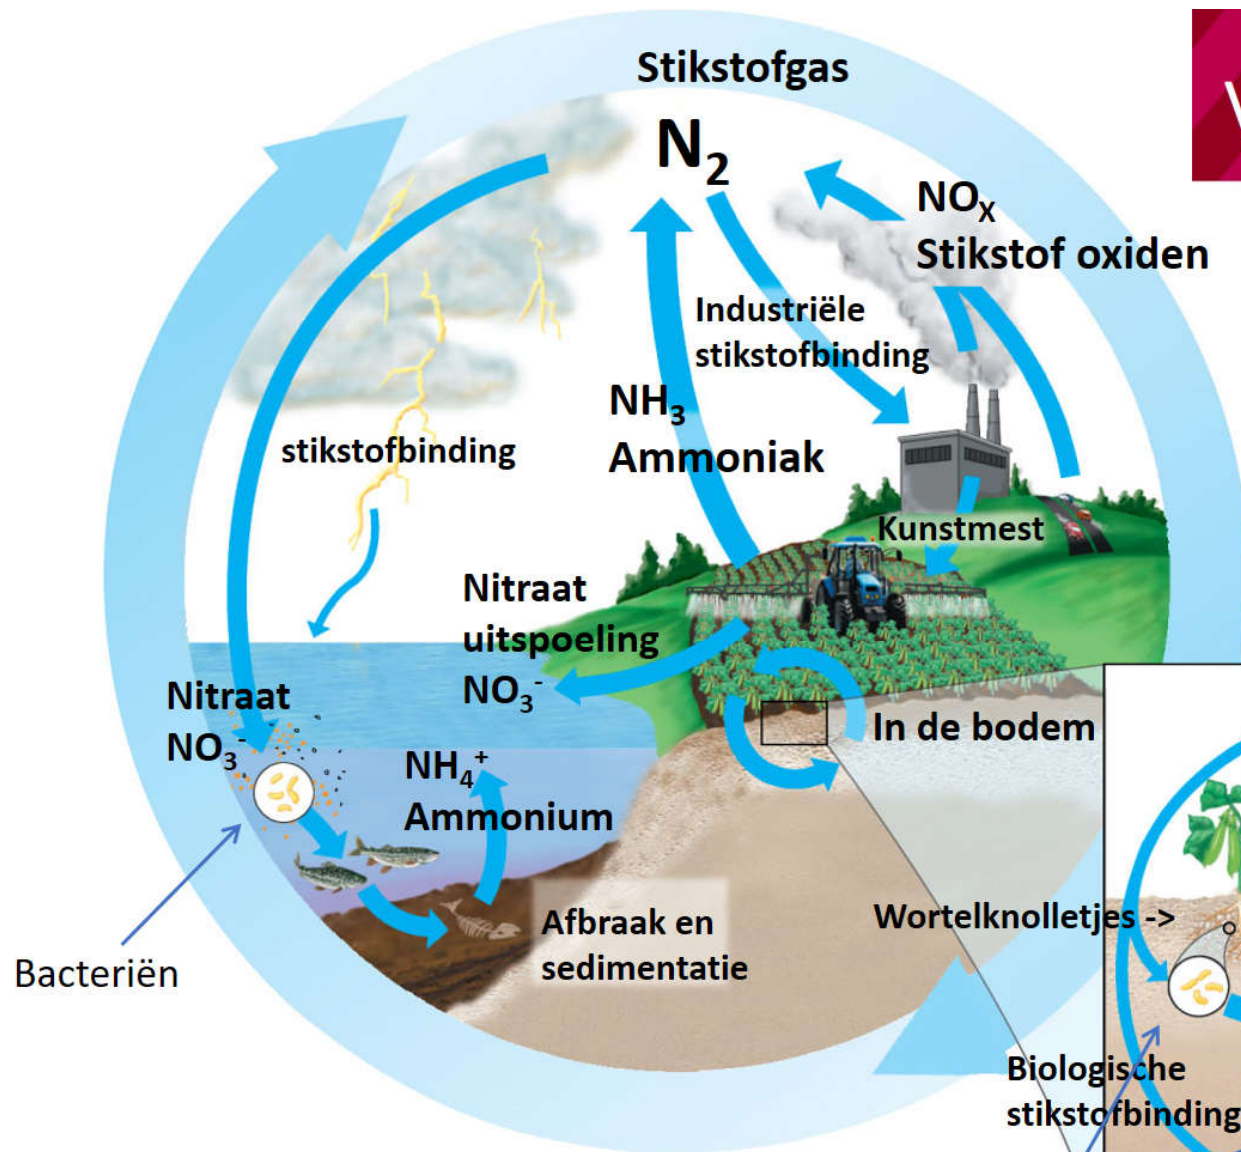 Stikstofgas
N₂
NOₓ
Stikstof oxiden
Industriële
stikstofbinding
NH₃
Ammoniak
stikstofbinding
Kunstmest
Nitraat
uitspoeling
NO₃⁻
Nitraat
NO₃⁻
In de bodem
NH₄⁺
Ammonium
Afbraak en
sedimentatie
Wortelknolletjes ->
Bacteriën
Biologische
stikstofbinding